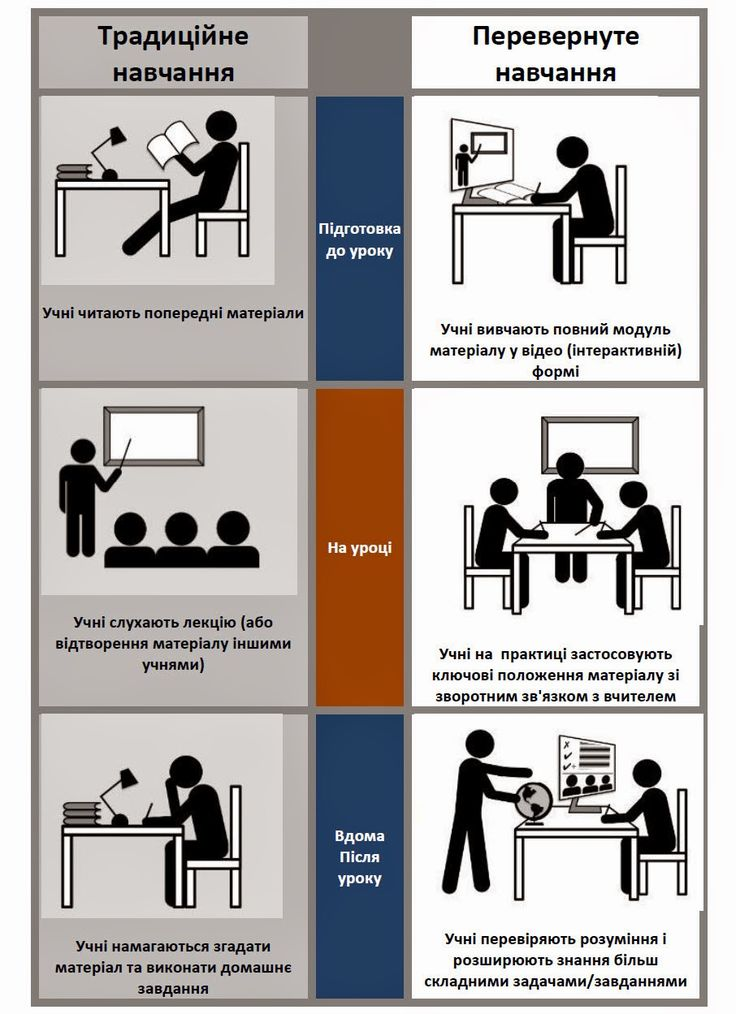 Традиційне
навчання
Перевернуте
навчання
Підготовка
до уроку
Учні читають попередні матеріали
Учні вивчають повний модуль
матеріалу у відео (інтерактивній)
формі
На уроці
Учні слухають лекцію (або
відтворення матеріалу іншими
учнями)
Учні на практиці застосовують
ключові положення матеріалу зі
зворотним зв'язком з вчителем
Вдома
Після
уроку
Учні намагаються згадати
матеріал та виконати домашнє
завдання
Учні перевіряють розуміння і
розширюють знання більш
складними задачами/завданнями